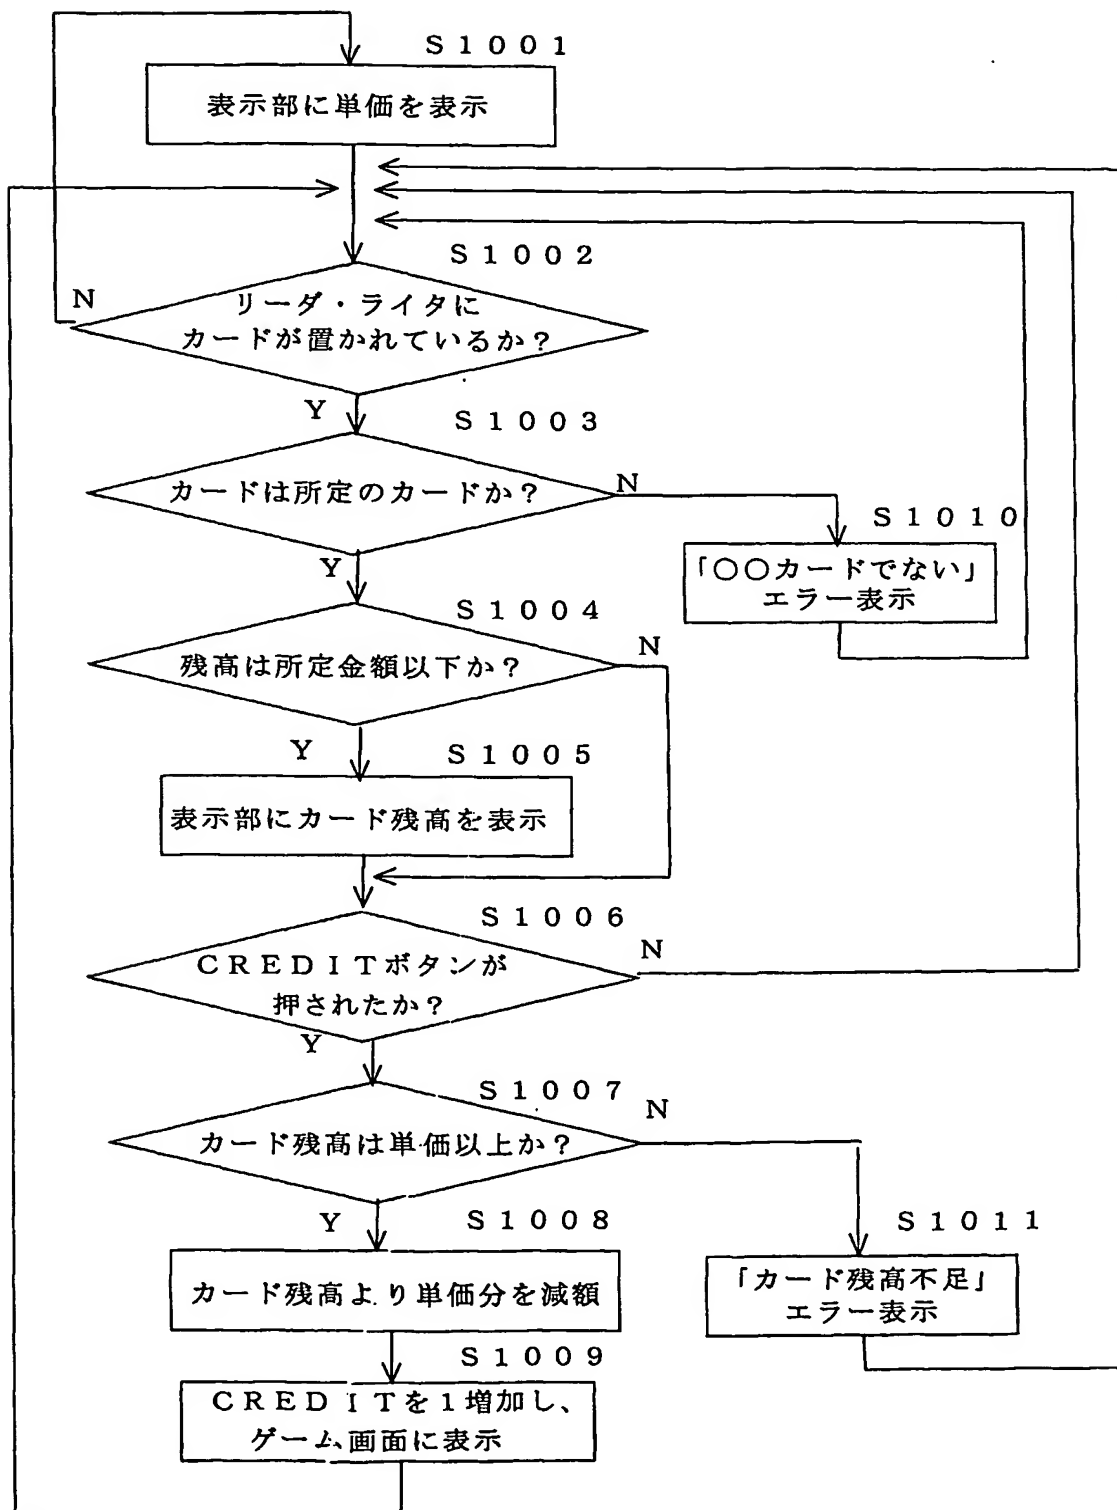 S1001
表示部に単価を表示
S1002
N
リーダ・ライタに
カードが置かれているか？
Y
S1003
カードは所定のカードか？
N
S1010
「○○カードでない」
エラー表示
Y
S1004
残高は所定金額以下か？
N
Y
S1005
表示部にカード残高を表示
S1006
CREDITボタンが
押されたか？
N
Y
S1007
カード残高は単価以上か？
N
S1011
「カード残高不足」
エラー表示
Y
S1008
カード残高より単価分を減額
S1009
CREDITを1増加し、
ゲーム画面に表示